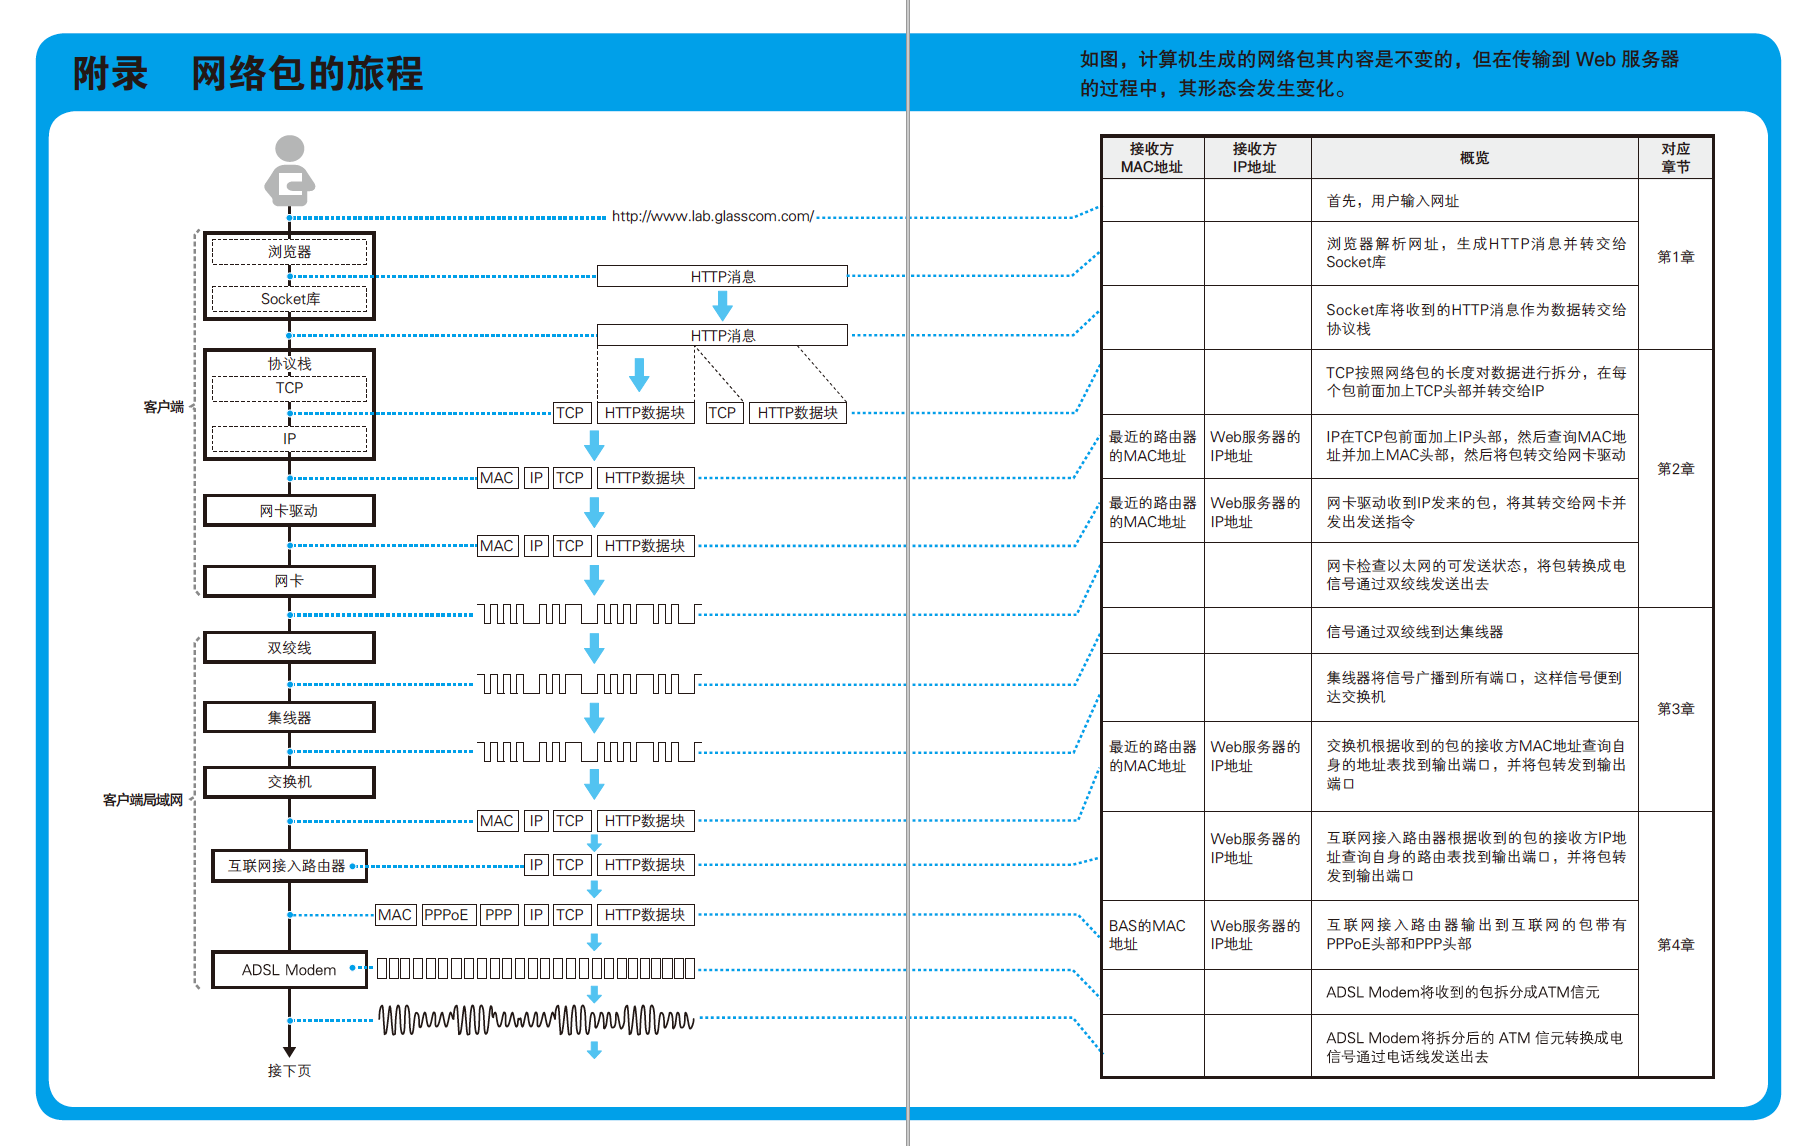 附录　网络包的旅程
如图，计算机生成的网络包其内容是不变的，但在传输到 Web 服务器
的过程中，其形态会发生变化。
http://www.lab.glasscom.com/
浏览器
HTTP消息
Socket库
HTTP消息
协议栈
TCP
TCP HTTP数据块 TCP HTTP数据块
IP
客户端
MAC IP TCP HTTP数据块
网卡驱动
MAC IP TCP HTTP数据块
网卡
双绞线
集线器
交换机
客户端局域网
MAC IP TCP HTTP数据块
互联网接入路由器
IP TCP HTTP数据块
MAC PPPoE PPP IP TCP HTTP数据块
ADSL Modem
接下页
接收方
MAC地址
接收方
IP地址
概览
对应
章节
首先，用户输入网址
浏览器解析网址，生成HTTP消息并转交给
Socket库
第1章
Socket库将收到的HTTP消息作为数据转交给
协议栈
TCP按照网络包的长度对数据进行拆分，在每
个包前面加上TCP头部并转交给IP
最近的路由器
的MAC地址
Web服务器的
IP地址
IP在TCP包前面加上IP头部，然后查询MAC地
址并加上MAC头部，然后将包转交给网卡驱动
第2章
最近的路由器
的MAC地址
Web服务器的
IP地址
网卡驱动收到IP发来的包，将其转交给网卡并
发出发送指令
网卡检查以太网的可发送状态，将包转换成电
信号通过双绞线发送出去
信号通过双绞线到达集线器
集线器将信号广播到所有端口，这样信号便到
达交换机
第3章
最近的路由器
的MAC地址
Web服务器的
IP地址
交换机根据收到的包的接收方MAC地址查询自
身的地址表找到输出端口，并将包转发到输出
端口
Web服务器的
IP地址
互联网接入路由器根据收到的包的接收方IP地
址查询自身的路由表找到输出端口，并将包转
发到输出端口
BAS的MAC
地址
Web服务器的
IP地址
互联网接入路由器输出到互联网的包带有
PPPoE头部和PPP头部
第4章
ADSL Modem将收到的包拆分成ATM信元
ADSL Modem将拆分后的 ATM 信元转换成电
信号通过电话线发送出去